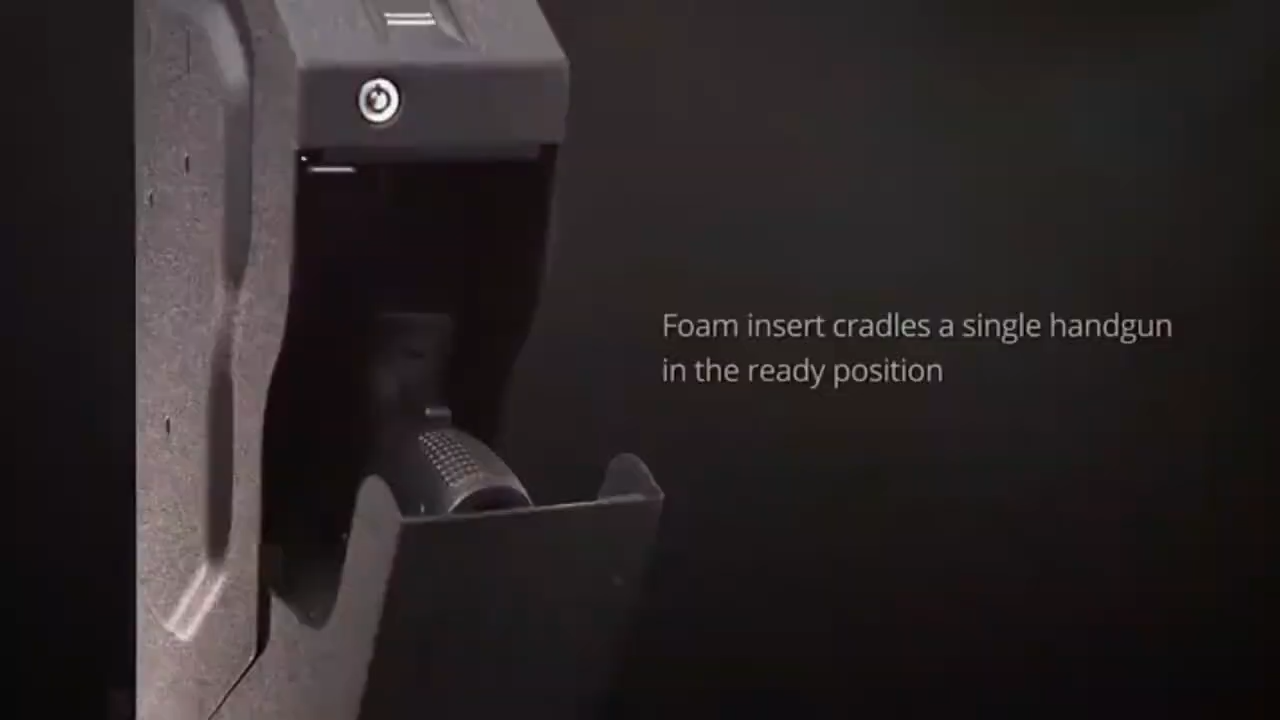 Foam insert cradles a single handgun
in the ready position